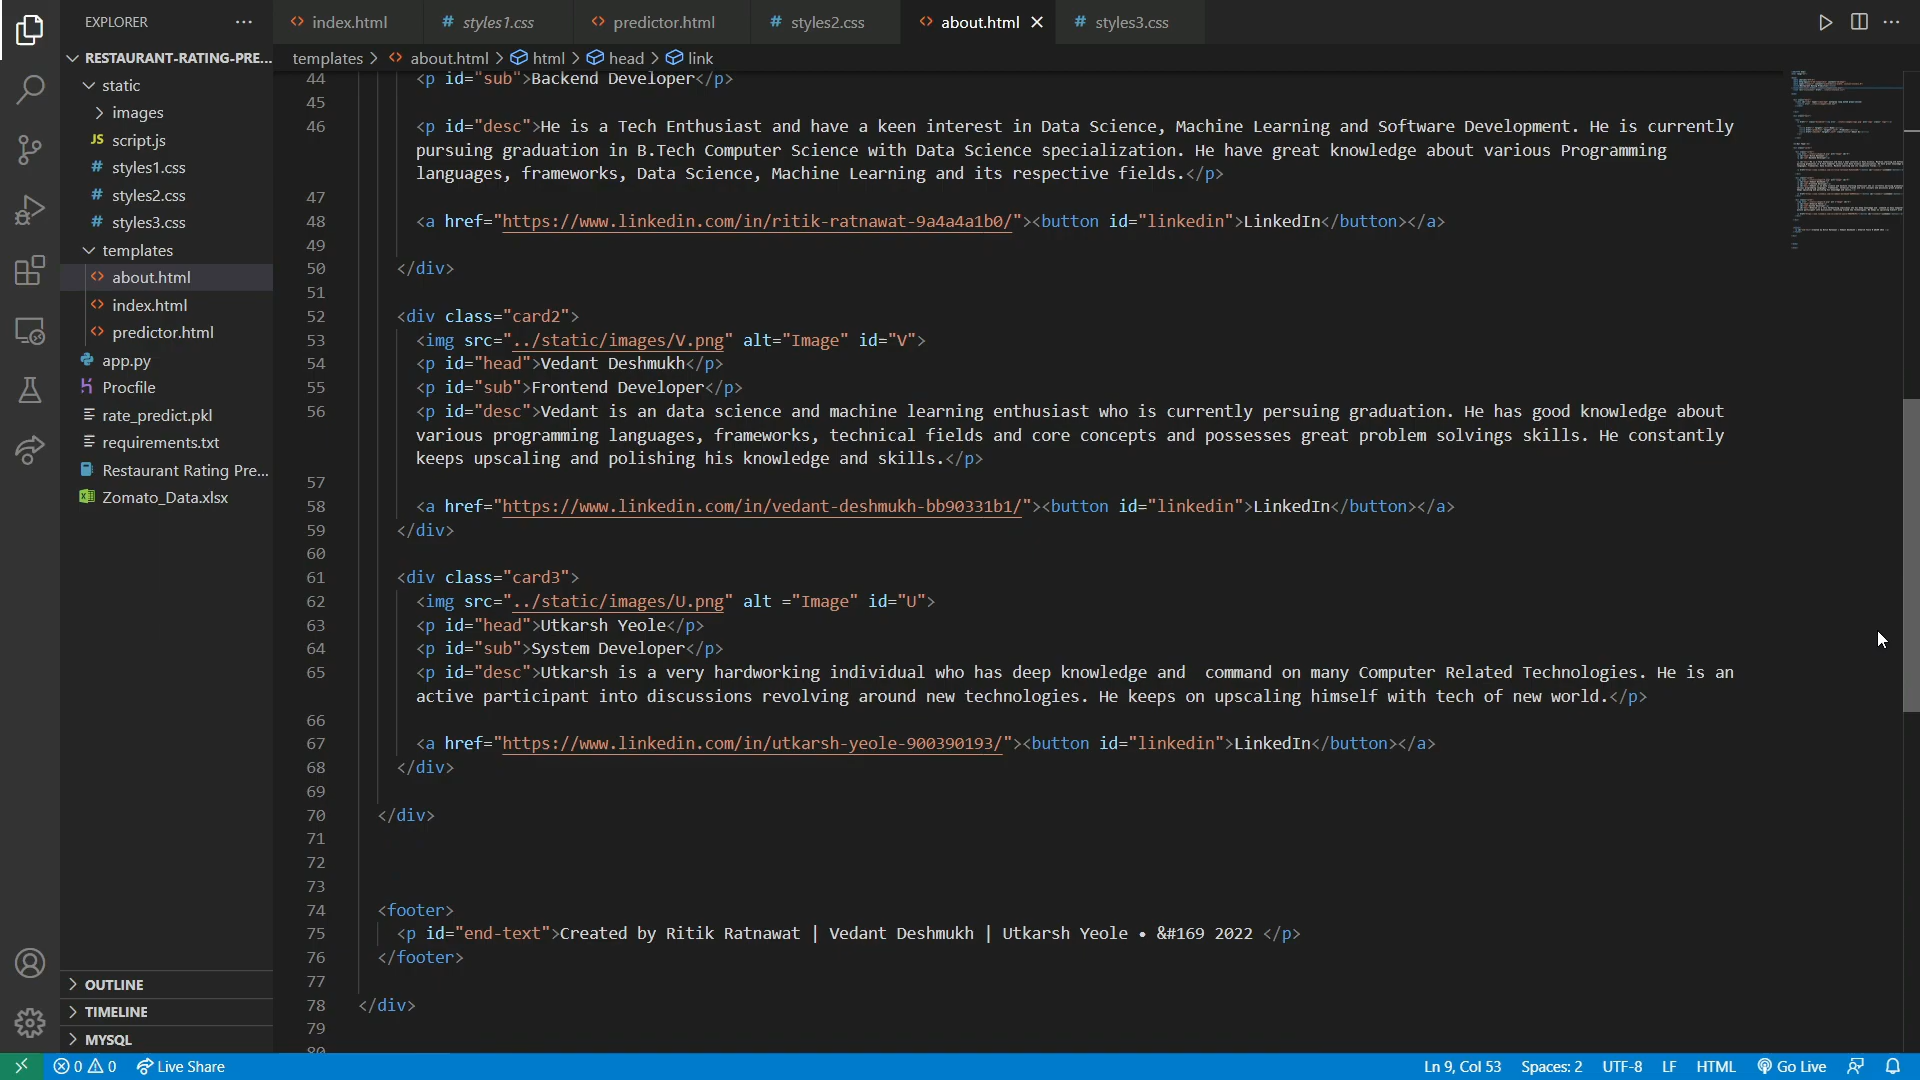 EXPLORER
RESTAURANT-RATING-PRE...
static
images
JS script.js
# styles1.css
# styles2.css
# styles3.css
templates
<> about.html
<> index.html
<> predictor.html
app.py
Procfile
rate_predict.pkl
requirements.txt
Restaurant Rating Pre...
Zomato_Data.xlsx
OUTLINE
TIMELINE
MYSQL
<> index.html
# styles1.css
<> predictor.html
# styles2.css
<> about.html
# styles3.css
templates > <> about.html > html > head > link
44 <p id="sub">Backend Developer</p>
45
46 <p id="desc">He is a Tech Enthusiast and have a keen interest in Data Science, Machine Learning and Software Development. He is currently
pursuing graduation in B.Tech Computer Science with Data Science specialization. He have great knowledge about various Programming
languages, frameworks, Data Science, Machine Learning and its respective fields.</p>
47
48 <a href="https://www.linkedin.com/in/ritik-ratnawat-9a4a4a1b0/"><button id="linkedin">LinkedIn</button></a>
49
50 </div>
51
52 <div class="card2">
53 <img src="../static/images/V.png" alt="Image" id="V">
54 <p id="head">Vedant Deshmukh</p>
55 <p id="sub">Frontend Developer</p>
56 <p id="desc">Vedant is an data science and machine learning enthusiast who is currently persuing graduation. He has good knowledge about
various programming languages, frameworks, technical fields and core concepts and possesses great problem solvings skills. He constantly
keeps upscaling and polishing his knowledge and skills.</p>
57
58 <a href="https://www.linkedin.com/in/vedant-deshmukh-bb90331b1/"><button id="linkedin">LinkedIn</button></a>
59 </div>
60
61 <div class="card3">
62 <img src="../static/images/U.png" alt ="Image" id="U">
63 <p id="head">Utkarsh Yeole</p>
64 <p id="sub">System Developer</p>
65 <p id="desc">Utkarsh is a very hardworking individual who has deep knowledge and  command on many Computer Related Technologies. He is an
active participant into discussions revolving around new technologies. He keeps on upscaling himself with tech of new world.</p>
66
67 <a href="https://www.linkedin.com/in/utkarsh-yeole-900390193/"><button id="linkedin">LinkedIn</button></a>
68 </div>
69
70 </div>
71
72
73
74 <footer>
75 <p id="end-text">Created by Ritik Ratnawat | Vedant Deshmukh | Utkarsh Yeole • &#169 2022 </p>
76 </footer>
77
78 </div>
79
80
0 0 Live Share
Ln 9, Col 53 Spaces: 2 UTF-8 LF HTML Go Live